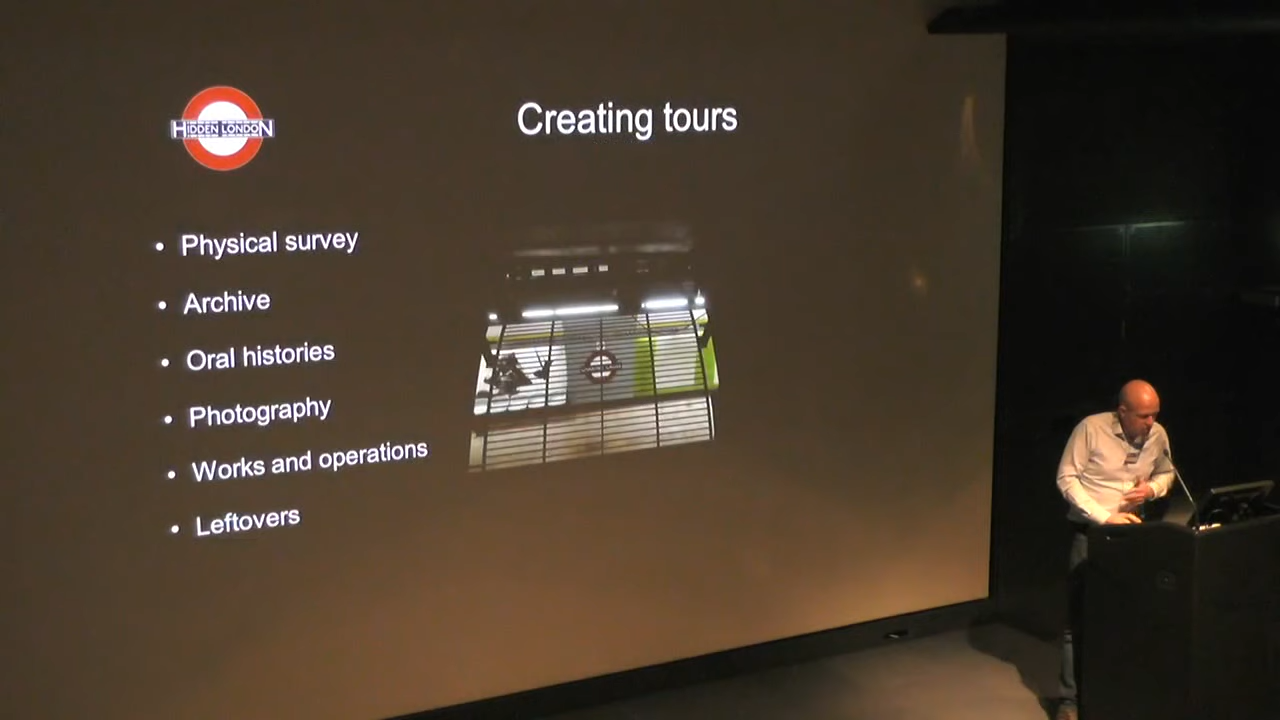 HIDDEN LONDON
Creating tours
• Physical survey
• Archive
• Oral histories
• Photography
• Works and operations
• Leftovers